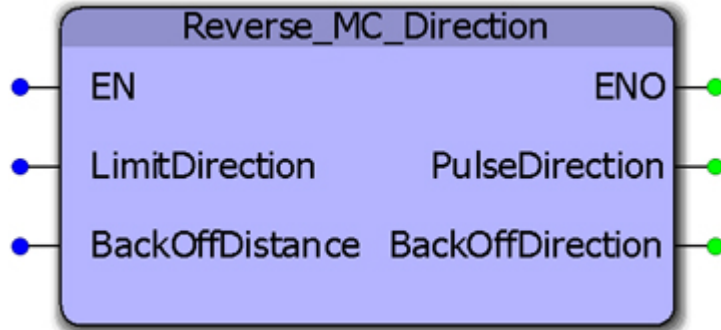 Reverse_MC_Direction
EN ENO
LimitDirection PulseDirection
BackOffDistance BackOffDirection